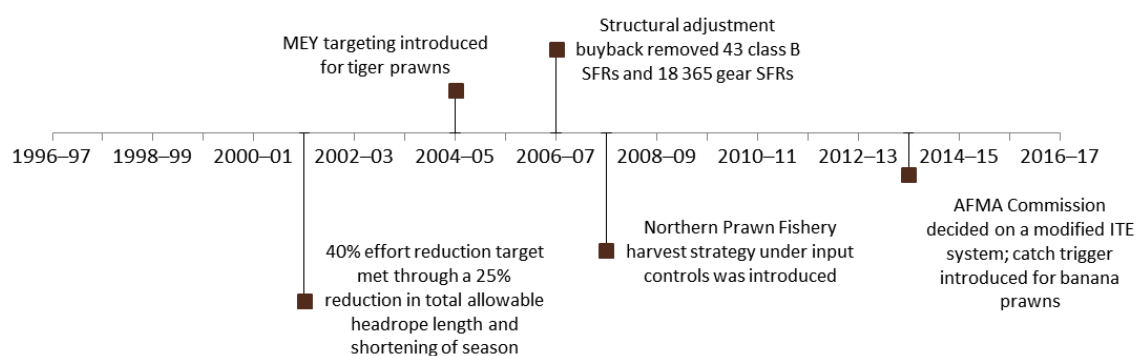 MEY targeting introduced
for tiger prawns
Structural adjustment
buyback removed 43 class B
SFRs and 18 365 gear SFRs
1996–97 1998–99 2000–01 2002–03 2004–05 2006–07 2008–09 2010–11 2012–13 2014–15 2016–17
40% effort reduction target
met through a 25%
reduction in total allowable
headrope length and
shortening of season
Northern Prawn Fishery
harvest strategy under input
controls was introduced
AFMA Commission
decided on a modified ITE
system; catch trigger
introduced for banana
prawns